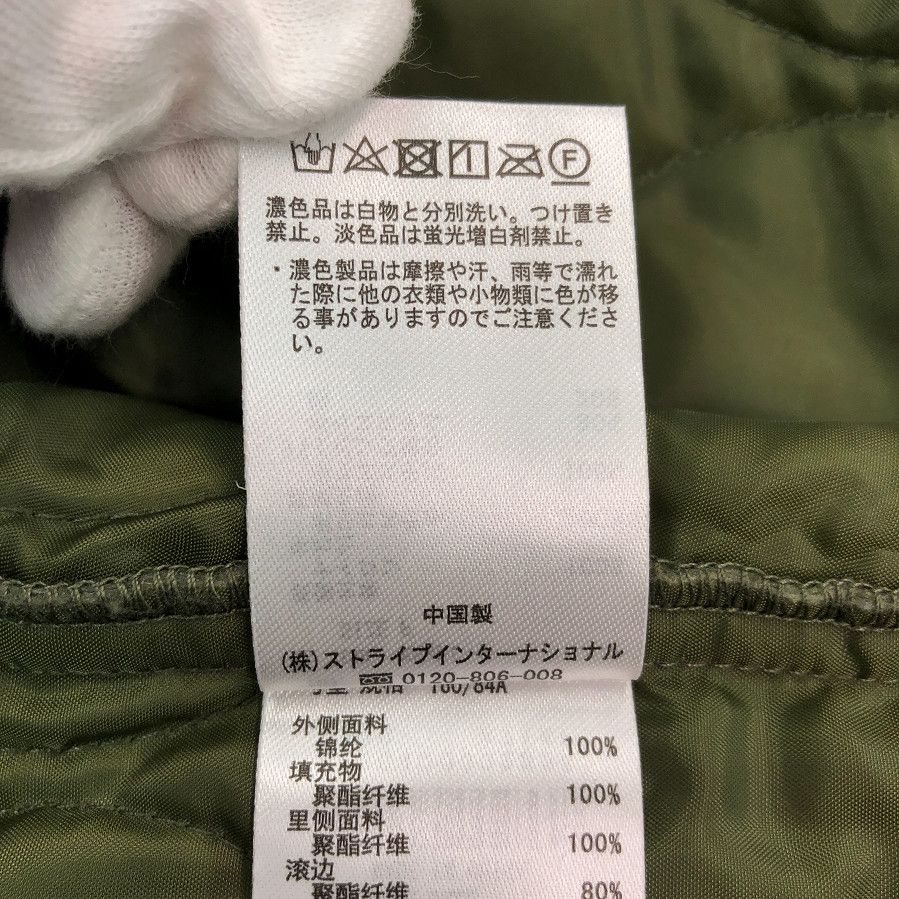 F
濃色品は白物と分別洗い。つけ置き
禁止。淡色品は蛍光増白剤禁止。
・濃色製品は摩擦や汗、雨等で濡れ
た際に他の衣類や小物類に色が移
る事がありますのでご注意くださ
い。
中国製
(株)ストライプインターナショナル
0120-806-008
规格 160/84A
外侧面料
锦纶 100%
填充物
聚酯纤维 100%
里侧面料
聚酯纤维 100%
滚边
聚酯纤维 80%